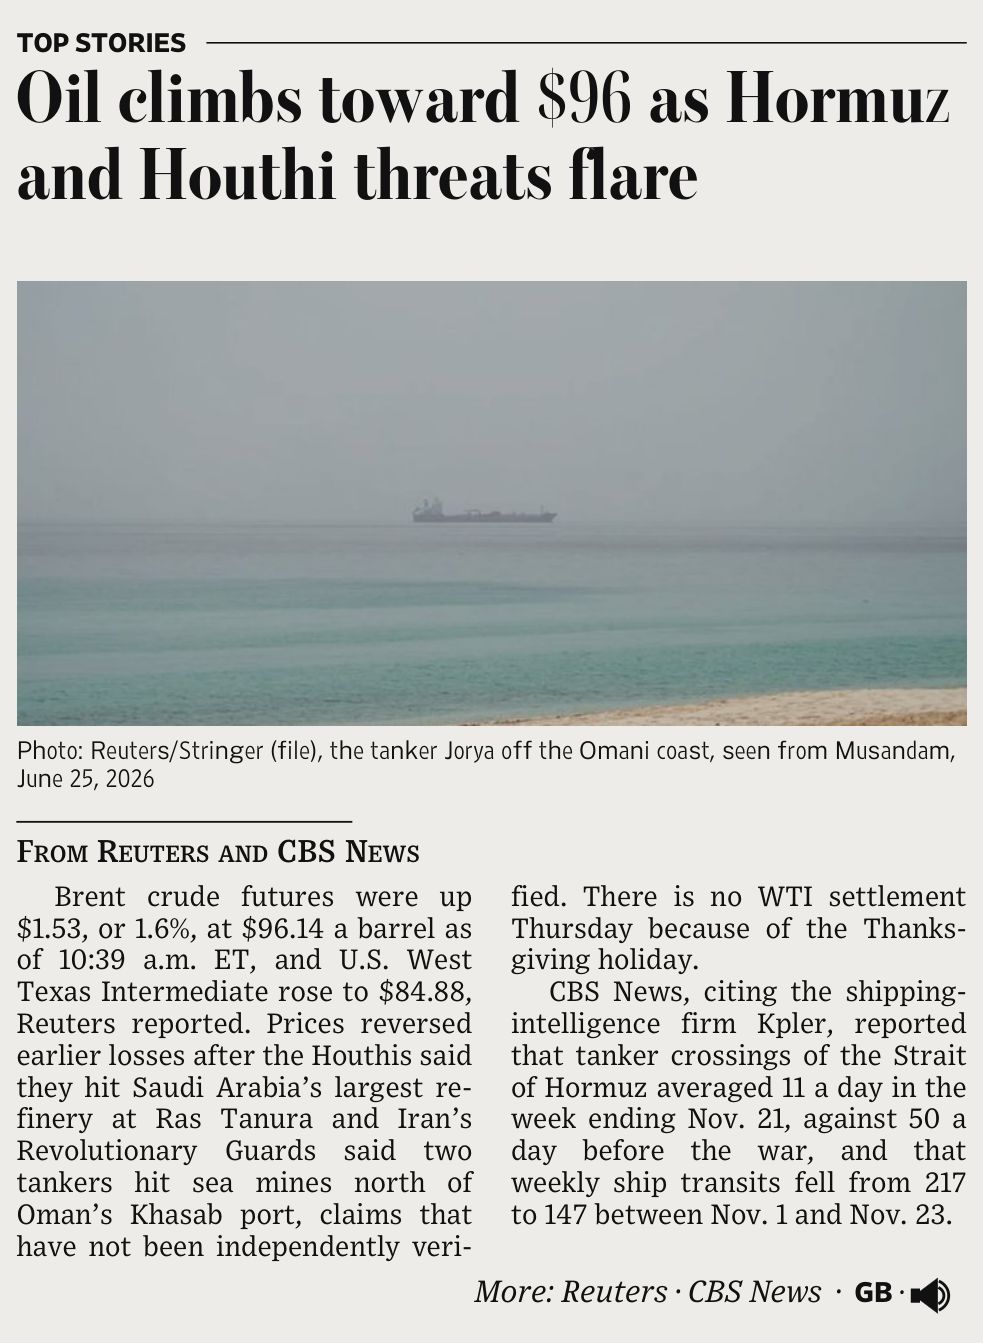 TOP STORIES
Oil climbs toward $96 as Hormuz
and Houthi threats flare
Photo: Reuters/Stringer (file), the tanker Jorya off the Omani coast, seen from Musandam,
June 25, 2026
FROM REUTERS AND CBS NEWS
Brent crude futures were up
$1.53, or 1.6%, at $96.14 a barrel as
of 10:39 a.m. ET, and U.S. West
Texas Intermediate rose to $84.88,
Reuters reported. Prices reversed
earlier losses after the Houthis said
they hit Saudi Arabia’s largest re-
finery at Ras Tanura and Iran’s
Revolutionary Guards said two
tankers hit sea mines north of
Oman’s Khasab port, claims that
have not been independently veri-
fied. There is no WTI settlement
Thursday because of the Thanks-
giving holiday.
CBS News, citing the shipping-
intelligence firm Kpler, reported
that tanker crossings of the Strait
of Hormuz averaged 11 a day in the
week ending Nov. 21, against 50 a
day before the war, and that
weekly ship transits fell from 217
to 147 between Nov. 1 and Nov. 23.
More: Reuters · CBS News · GB ·